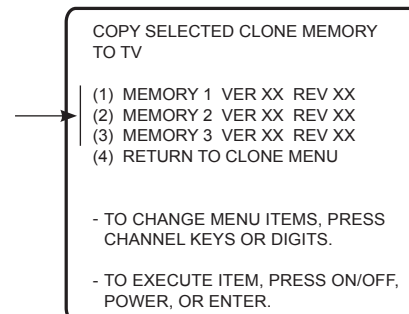 COPY SELECTED CLONE MEMORY
TO TV
(1) MEMORY 1 VER XX REV XX
(2) MEMORY 2 VER XX REV XX
(3) MEMORY 3 VER XX REV XX
(4) RETURN TO CLONE MENU
- TO CHANGE MENU ITEMS, PRESS
CHANNEL KEYS OR DIGITS.
- TO EXECUTE ITEM, PRESS ON/OFF,
POWER, OR ENTER.